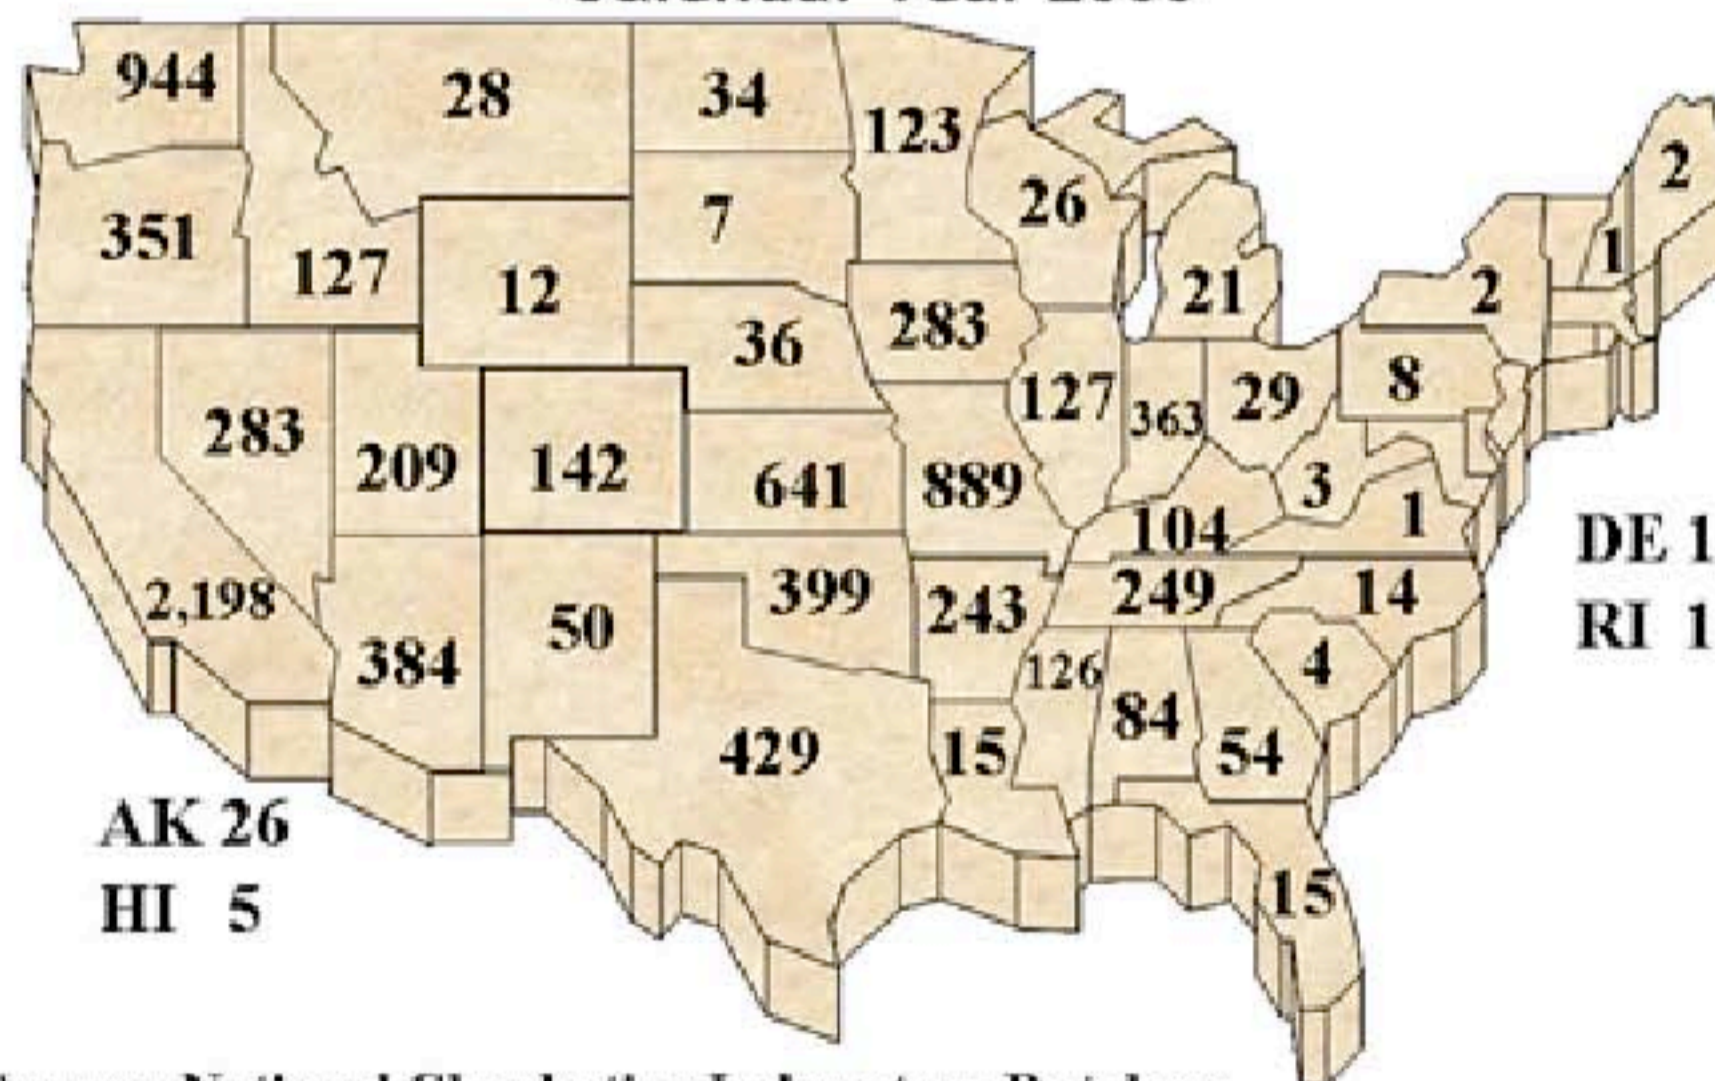 944 28 34 123 2
351 127 12 7 26 21 2 1
283 209 142 36 283 127 363 29 8
641 889 104 3 1
2,198 384 50 399 243 249 14
429 15 126 84 54 4
15
DE 1
RI 1
AK 26
HI 5